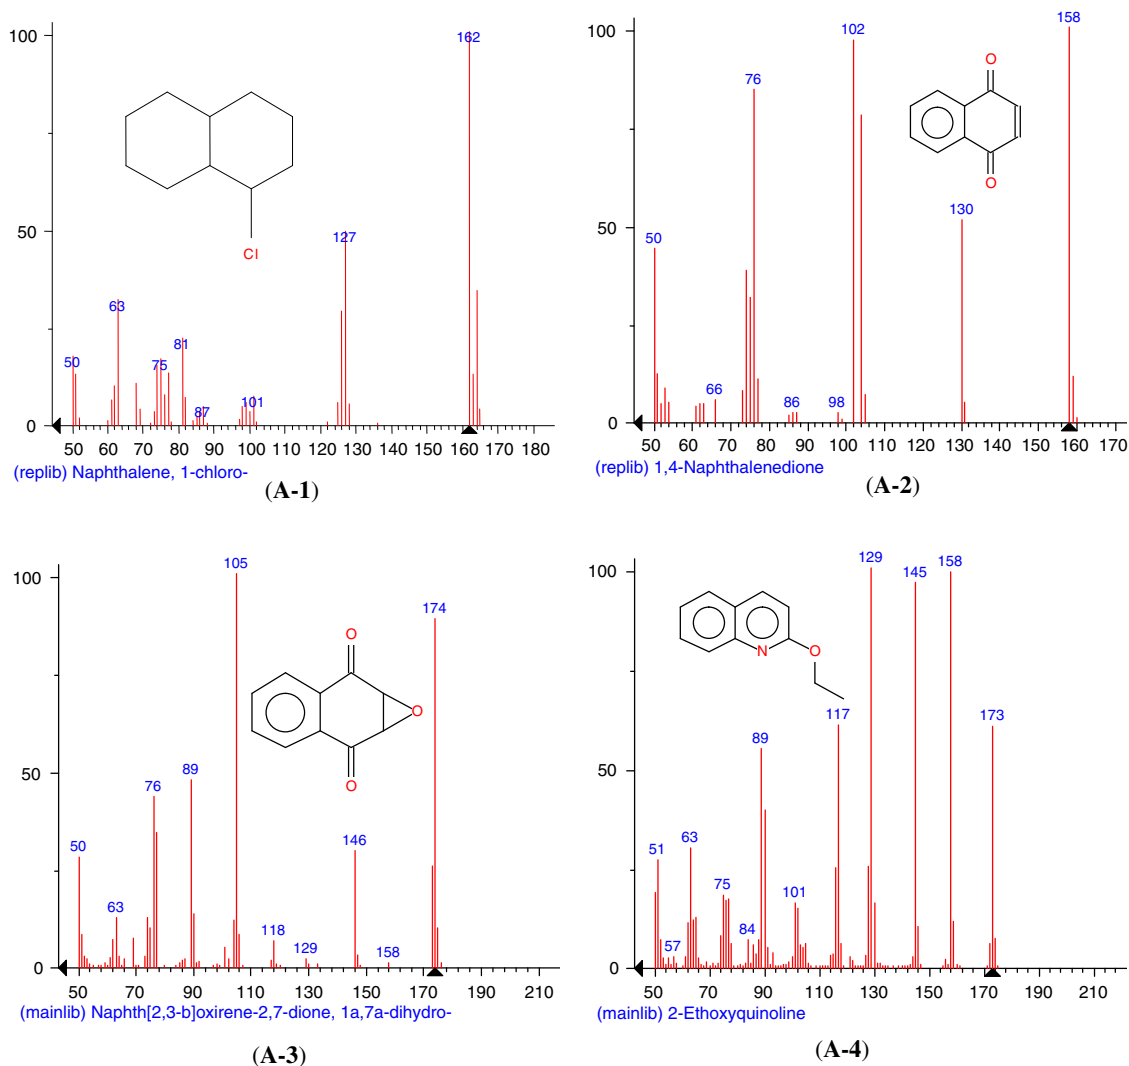 100
50
0
162
127
63
50
75
81
87
101
Cl
50 60 70 80 90 100 110 120 130 140 150 160 170 180
(replib) Naphthalene, 1-chloro-
(A-1)
100
50
0
158
102
76
130
50
66
86
98
O
O
50 60 70 80 90 100 110 120 130 140 150 160 170
(replib) 1,4-Naphthalenedione
(A-2)
100
50
0
105
174
89
76
50
63
146
118
129
158
O
O
O
50 70 90 110 130 150 170 190 210
(mainlib) Naphth[2,3-b]oxirene-2,7-dione, 1a,7a-dihydro-
(A-3)
100
50
0
129
145
158
173
117
89
63
51
75
57
84
101
N
O
50 70 90 110 130 150 170 190 210
(mainlib) 2-Ethoxyquinoline
(A-4)